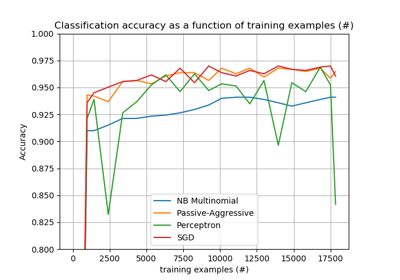 Classification accuracy as a function of training examples (#)
1.000
0.975
0.950
0.925
0.900
0.875
0.850
0.825
0.800
Accuracy
NB Multinomial
Passive-Aggressive
Perceptron
SGD
0 2500 5000 7500 10000 12500 15000 17500
training examples (#)